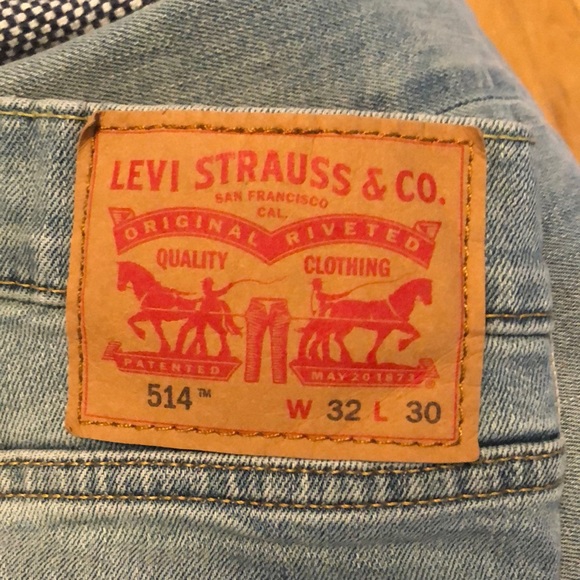 LEVI STRAUSS & CO.
SAN FRANCISCO
CAL.
ORIGINAL RIVETED
QUALITY CLOTHING
PATENTED MAY 20 1873
®
514™ W 32 L 30